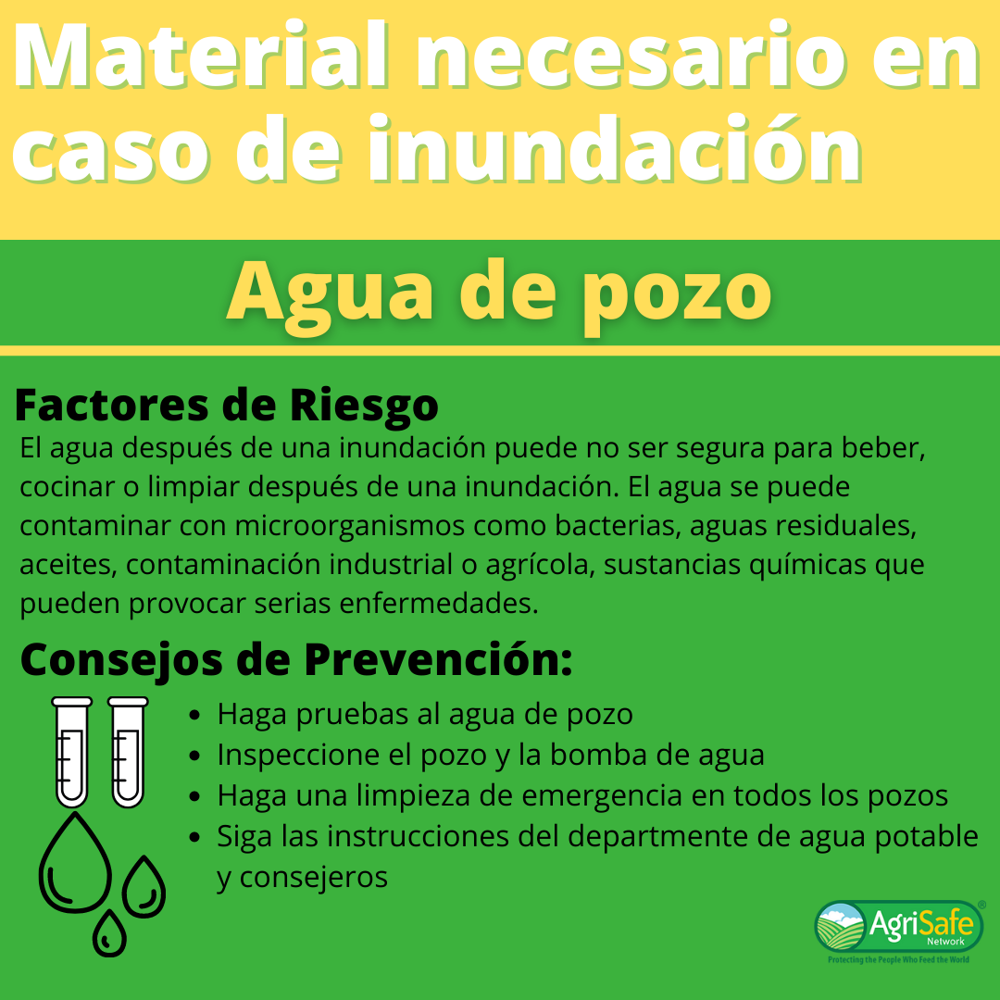 Material necesario en
caso de inundación
Agua de pozo
Factores de Riesgo
El agua después de una inundación puede no ser segura para beber,
cocinar o limpiar después de una inundación. El agua se puede
contaminar con microorganismos como bacterias, aguas residuales,
aceites, contaminación industrial o agrícola, sustancias químicas que
pueden provocar serias enfermedades.
Consejos de Prevención:
• Haga pruebas al agua de pozo
• Inspeccione el pozo y la bomba de agua
• Haga una limpieza de emergencia en todos los pozos
• Siga las instrucciones del departmente de agua potable
y consejeros
AgriSafe®
Network
Protecting the People Who Feed the World